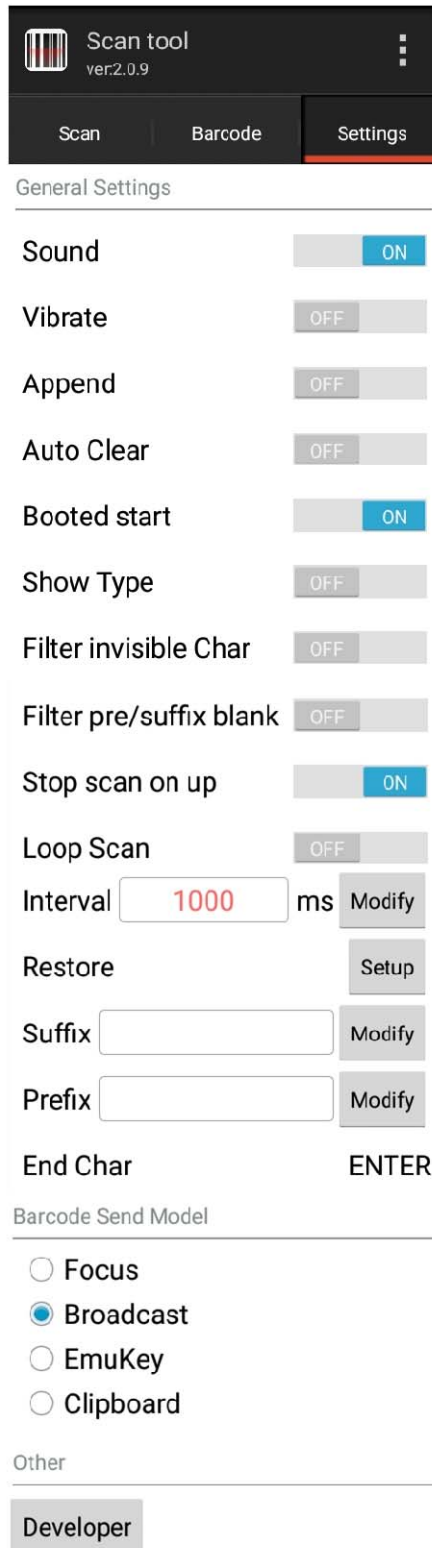 Scan tool
ver:2.0.9
Scan Barcode Settings
General Settings
Sound ON
Vibrate OFF
Append OFF
Auto Clear OFF
Booted start ON
Show Type OFF
Filter invisible Char OFF
Filter pre/suffix blank OFF
Stop scan on up ON
Loop Scan OFF
Interval 1000 ms Modify
Restore Setup
Suffix Modify
Prefix Modify
End Char ENTER
Barcode Send Model
Focus
Broadcast
EmuKey
Clipboard
Other
Developer